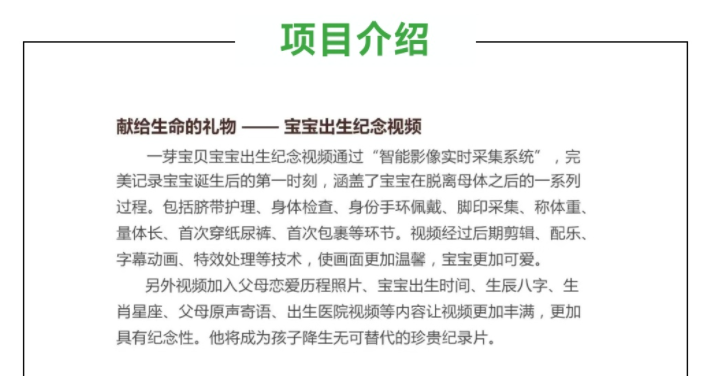 项目介绍
献给生命的礼物 —— 宝宝出生纪念视频
一芽宝贝宝宝出生纪念视频通过“智能影像实时采集系统”，完
美记录宝宝诞生后的第一时刻，涵盖了宝宝在脱离母体之后的一系列
过程。包括脐带护理、身体检查、身份手环佩戴、脚印采集、称体重、
量体长、首次穿纸尿裤、首次包裹等环节。视频经过后期剪辑、配乐、
字幕动画、特效处理等技术，使画面更加温馨，宝宝更加可爱。
另外视频加入父母恋爱历程照片、宝宝出生时间、生辰八字、生
肖星座、父母原声寄语、出生医院视频等内容让视频更加丰满，更加
具有纪念性。他将成为孩子降生无可替代的珍贵纪录片。